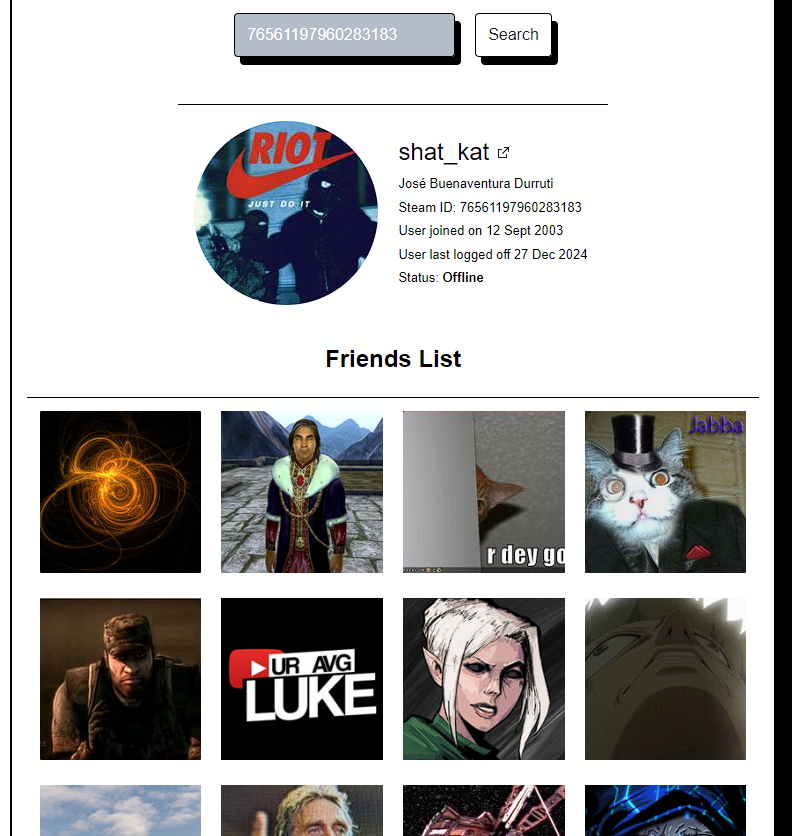 76561197960283183
Search
RIOT
JUST DO IT
shat_kat
José Buenaventura Durruti
Steam ID: 76561197960283183
User joined on 12 Sept 2003
User last logged off 27 Dec 2024
Status: Offline
Friends List
Jabba
r dey go
UR AVG
LUKE